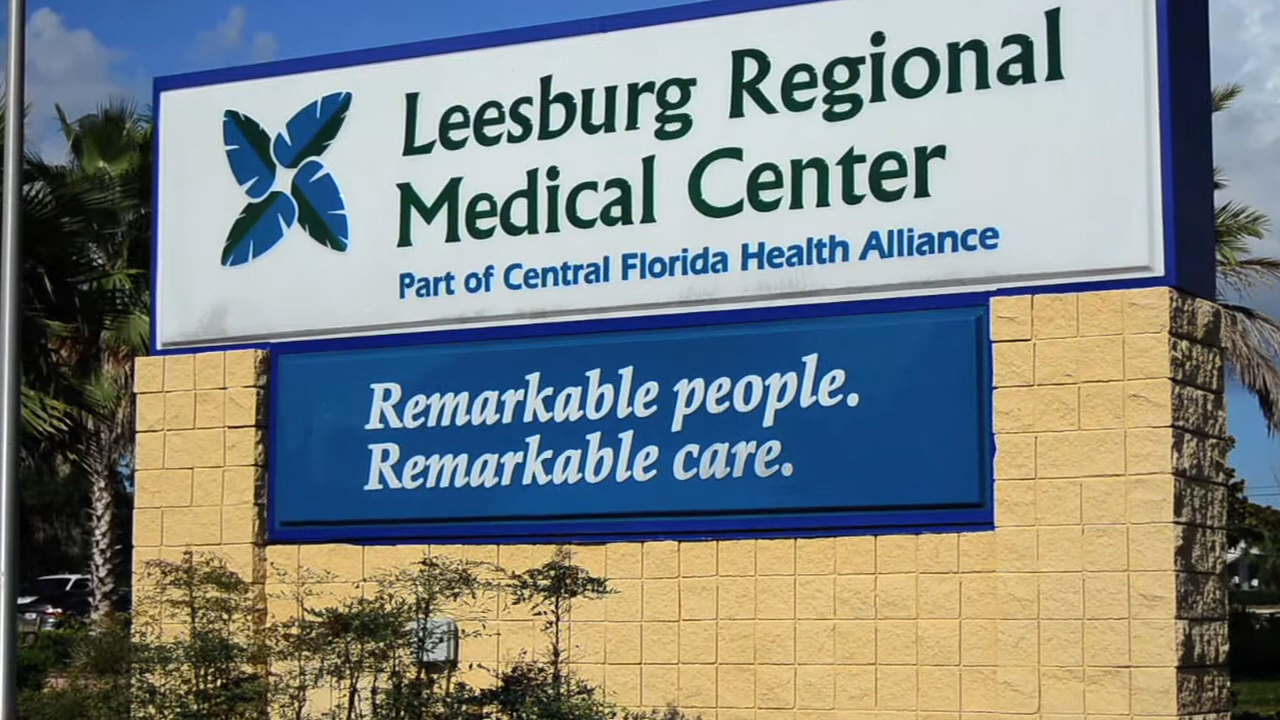 Leesburg Regional
Medical Center
Part of Central Florida Health Alliance
Remarkable people.
Remarkable care.